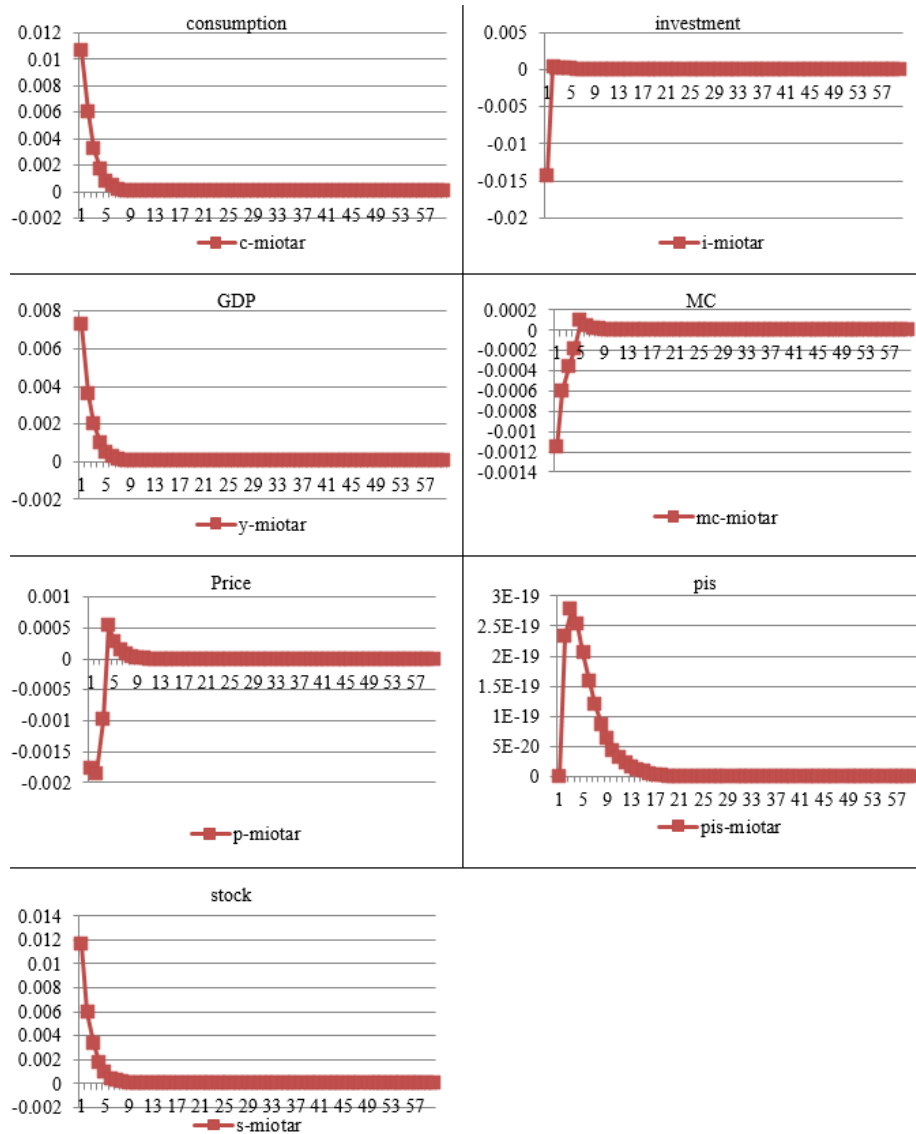 consumption
0.012
0.01
0.008
0.006
0.004
0.002
0
-0.002
1 5 9 13 17 21 25 29 33 37 41 45 49 53 57
c-miotar
investment
0.005
0
-0.005
-0.01
-0.015
-0.02
1 5 9 13 17 21 25 29 33 37 41 45 49 53 57
i-miotar
GDP
0.008
0.006
0.004
0.002
0
-0.002
1 5 9 13 17 21 25 29 33 37 41 45 49 53 57
y-miotar
MC
0.0002
0
-0.0002
-0.0004
-0.0006
-0.0008
-0.001
-0.0012
-0.0014
1 5 9 13 17 21 25 29 33 37 41 45 49 53 57
mc-miotar
Price
0.001
0.0005
0
-0.0005
-0.001
-0.0015
-0.002
1 5 9 13 17 21 25 29 33 37 41 45 49 53 57
p-miotar
pis
3E-19
2.5E-19
2E-19
1.5E-19
1E-19
5E-20
0
1 5 9 13 17 21 25 29 33 37 41 45 49 53 57
pis-miotar
stock
0.014
0.012
0.01
0.008
0.006
0.004
0.002
0
-0.002
1 5 9 13 17 21 25 29 33 37 41 45 49 53 57
s-miotar